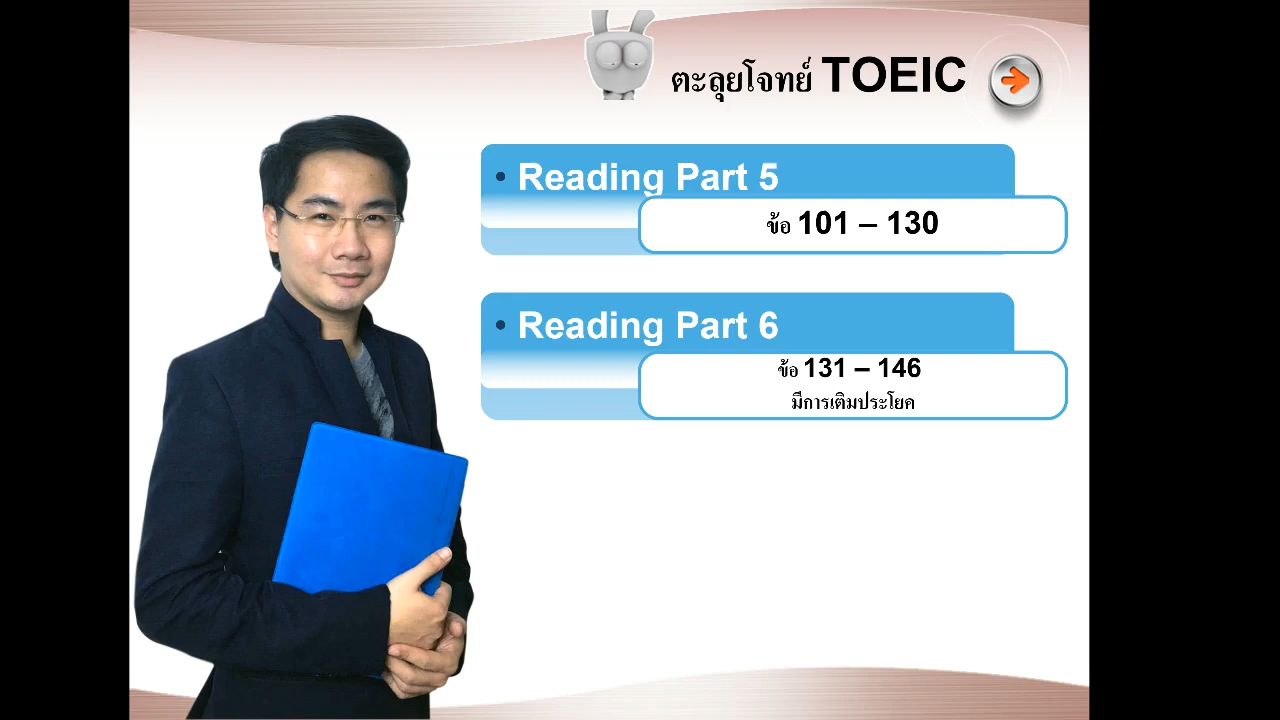 ตะลุยโจทย์ TOEIC
• Reading Part 5
ข้อ 101 – 130
• Reading Part 6
ข้อ 131 – 146
มีการเติมประโยค